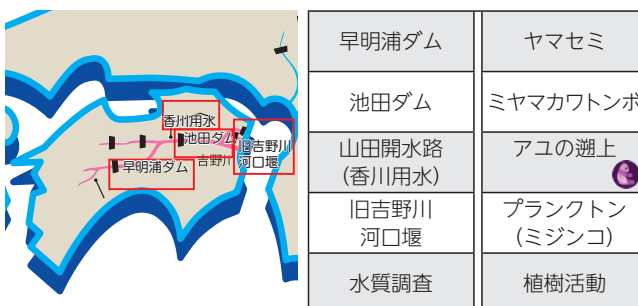 香川用水
池田ダム
旧吉野川
河口堰
吉野川
早明浦ダム
早明浦ダム
ヤマセミ
池田ダム
ミヤマカワトンボ
山田開水路
(香川用水)
アユの遡上
旧吉野川
河口堰
プランクトン
(ミジンコ)
水質調査
植樹活動